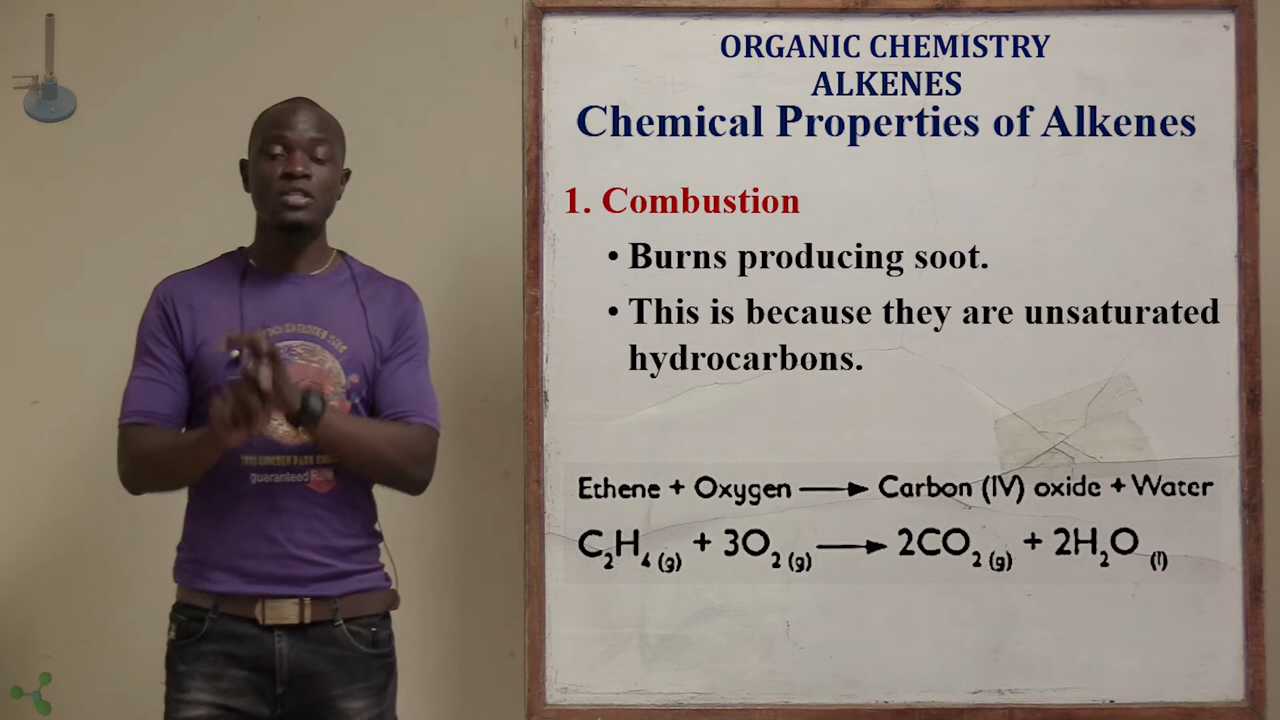 ORGANIC CHEMISTRY
ALKENES
Chemical Properties of Alkenes
1. Combustion
• Burns producing soot.
• This is because they are unsaturated
hydrocarbons.
Ethene + Oxygen ⟶ Carbon (IV) oxide + Water
C₂H₄ (g) + 3O₂ (g) ⟶ 2CO₂ (g) + 2H₂O (l)
guaranteed